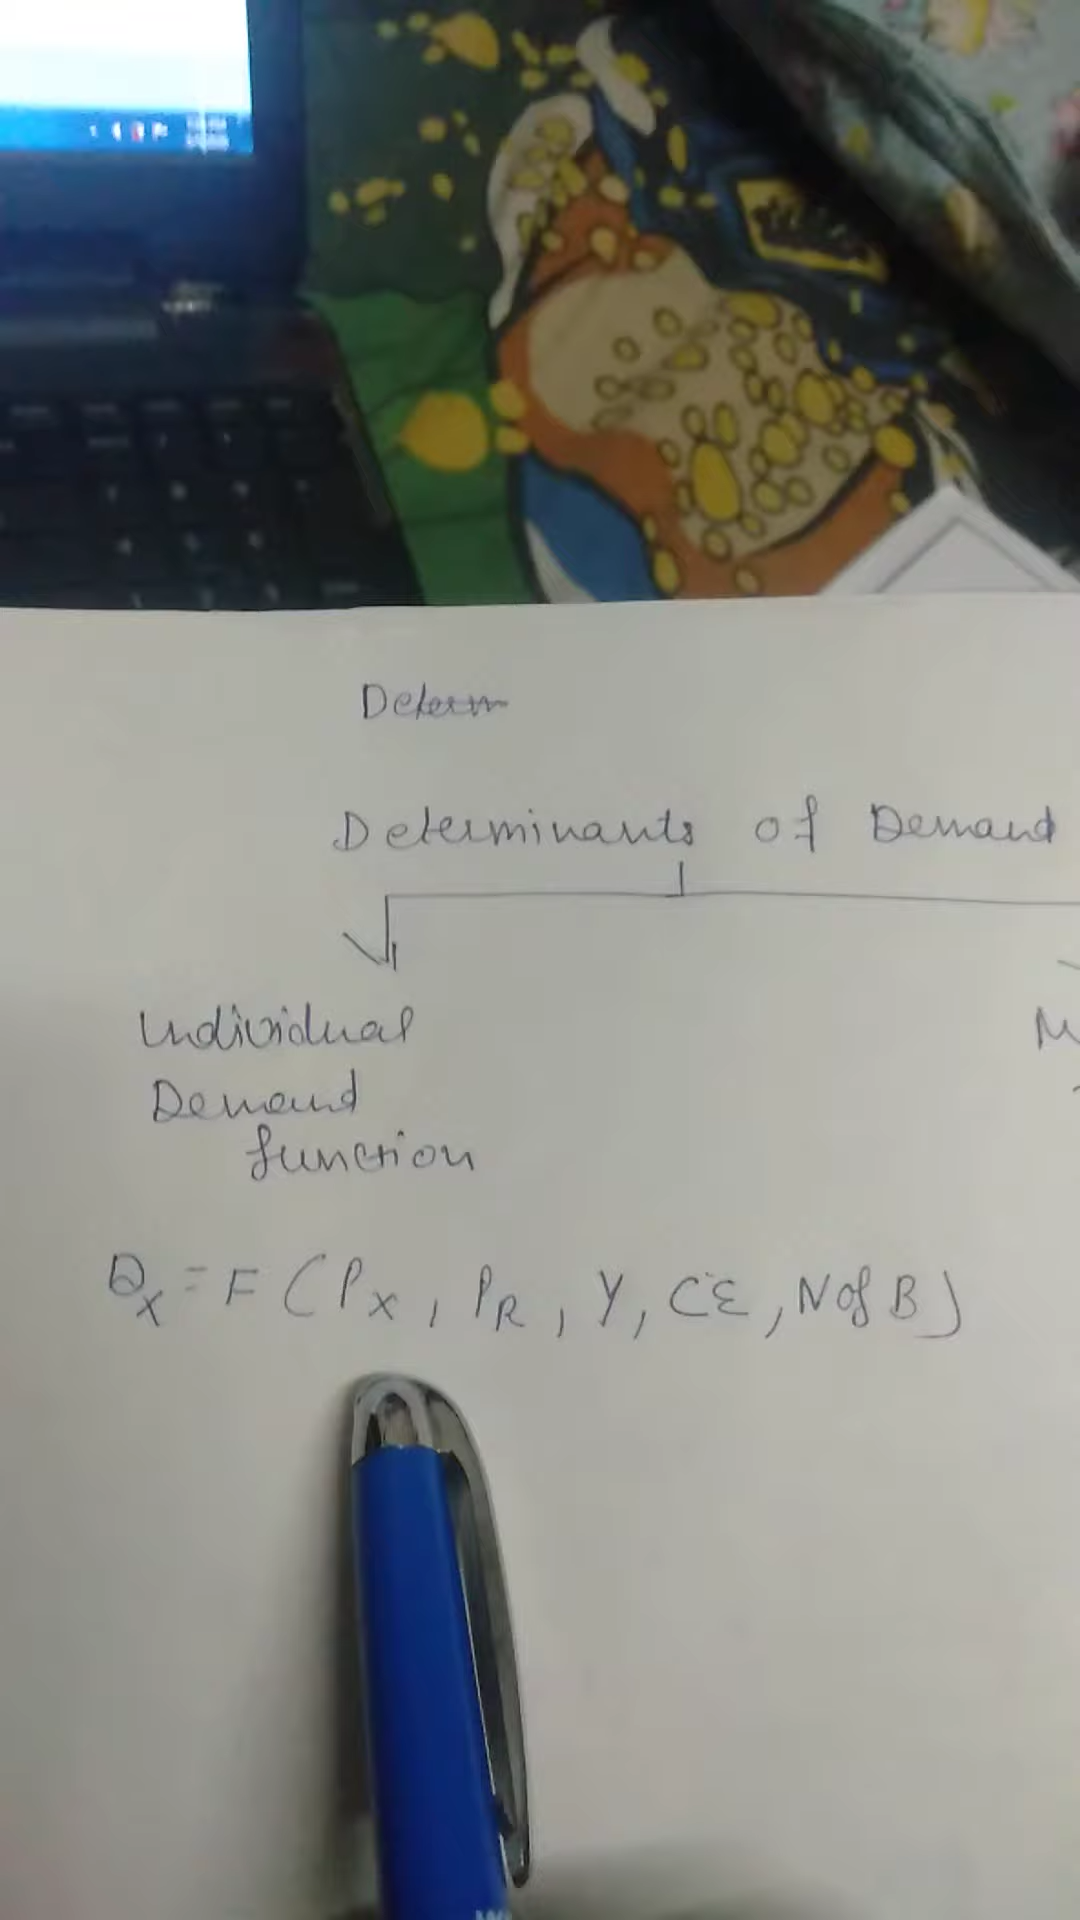 Determ
Determinants of Demand
Individual
Demand
function
Qx = F (Px, PR, Y, CE, N of B)